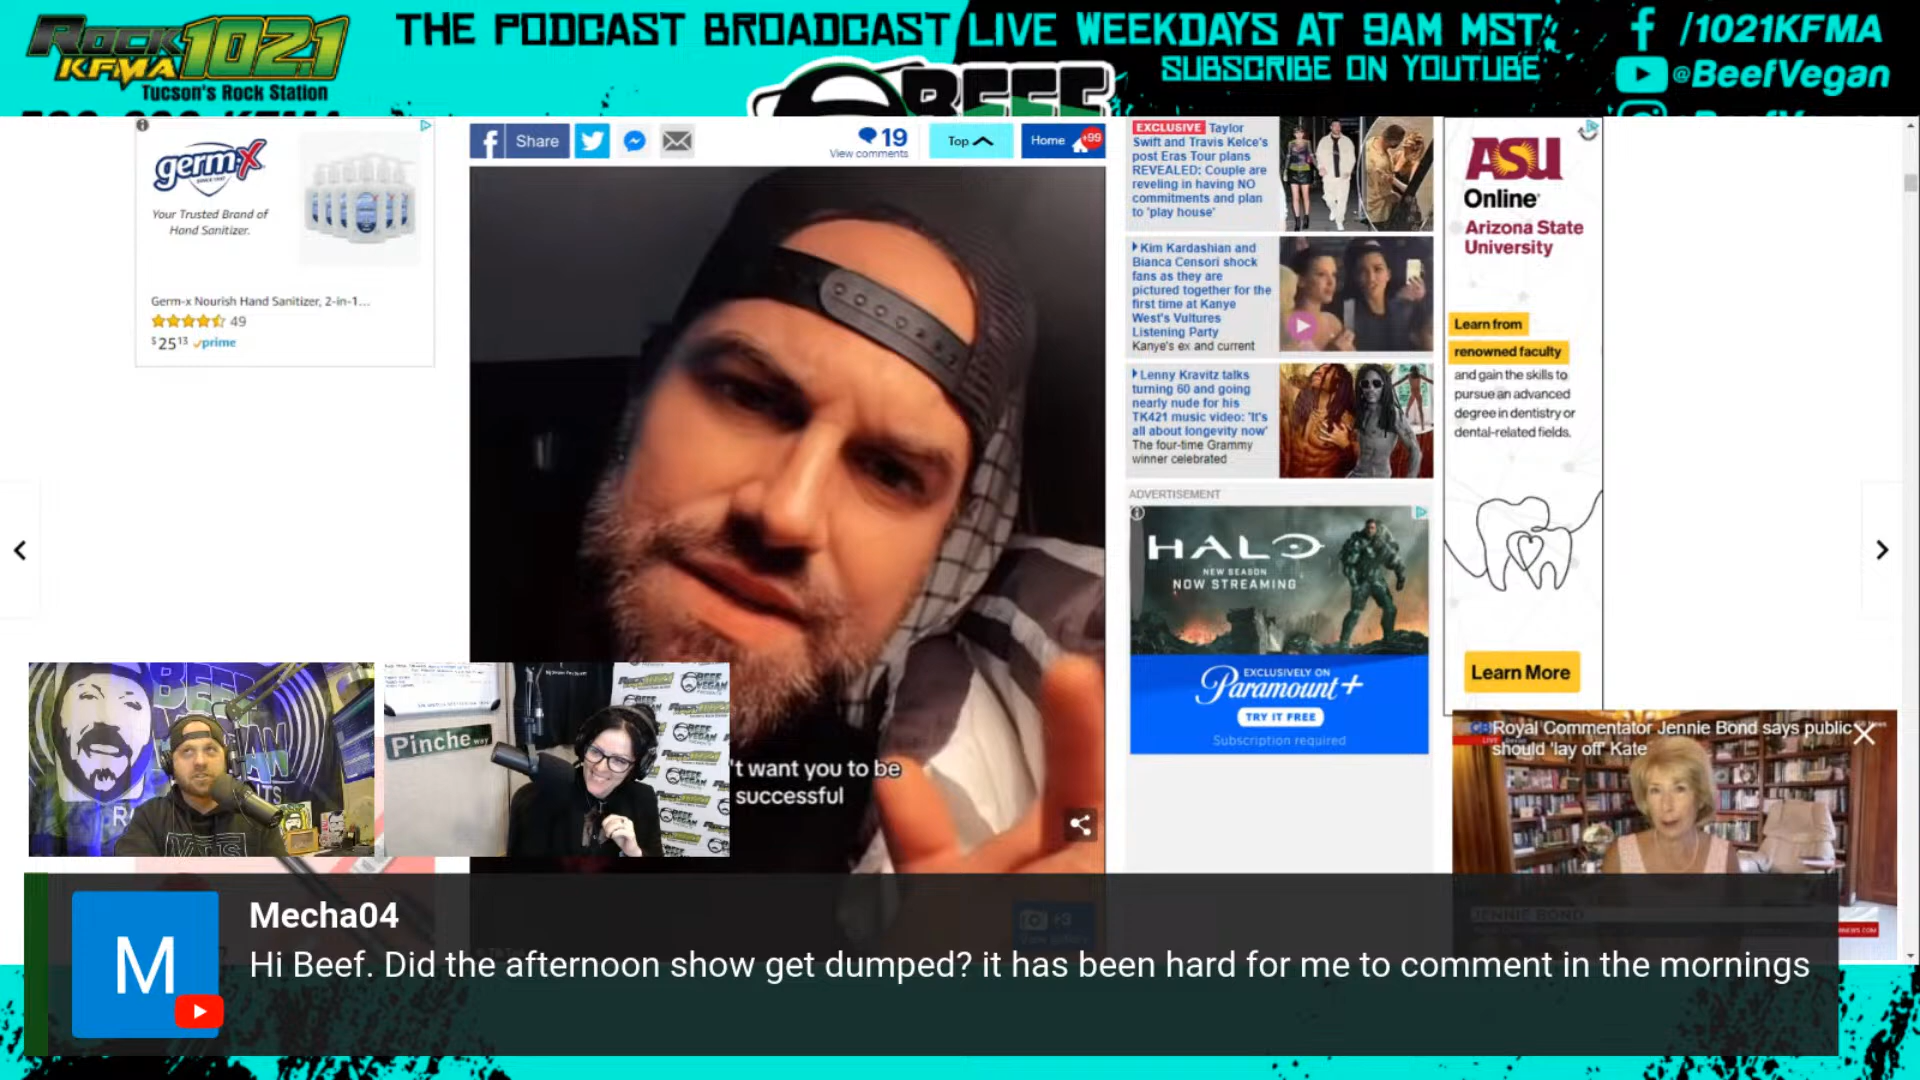 ROCK 102.1
KFMA
Tucson's Rock Station
THE PODCAST BROADCAST LIVE WEEKDAYS AT 9AM MST
SUBSCRIBE ON YOUTUBE
/1021KFMA
@BeefVegan
BEEF
germx
Your Trusted Brand of
Hand Sanitizer.
Germ-x Nourish Hand Sanitizer, 2-in-1...
49
$25 13 prime
Share
19
View comments
Top
Home
+99
EXCLUSIVE Taylor
Swift and Travis Kelce's
post Eras Tour plans
REVEALED: Couple are
reveling in having NO
commitments and plan
to 'play house'
Kim Kardashian and
Bianca Censori shock
fans as they are
pictured together for the
first time at Kanye
West's Vultures
Listening Party
Kanye's ex and current
Lenny Kravitz talks
turning 60 and going
nearly nude for his
TK421 music video: 'It's
all about longevity now'
The four-time Grammy
winner celebrated
ADVERTISEMENT
HALO
NEW SEASON
NOW STREAMING
EXCLUSIVELY ON
Paramount+
TRY IT FREE
Subscription required
ASU
Online
Arizona State
University
Learn from
renowned faculty
and gain the skills to
pursue an advanced
degree in dentistry or
dental-related fields.
Learn More
Royal Commentator Jennie Bond says public
should 'lay off' Kate
JENNIE BOND
Pinche way
't want you to be
successful
+3
Mecha04
M
Hi Beef. Did the afternoon show get dumped? it has been hard for me to comment in the mornings